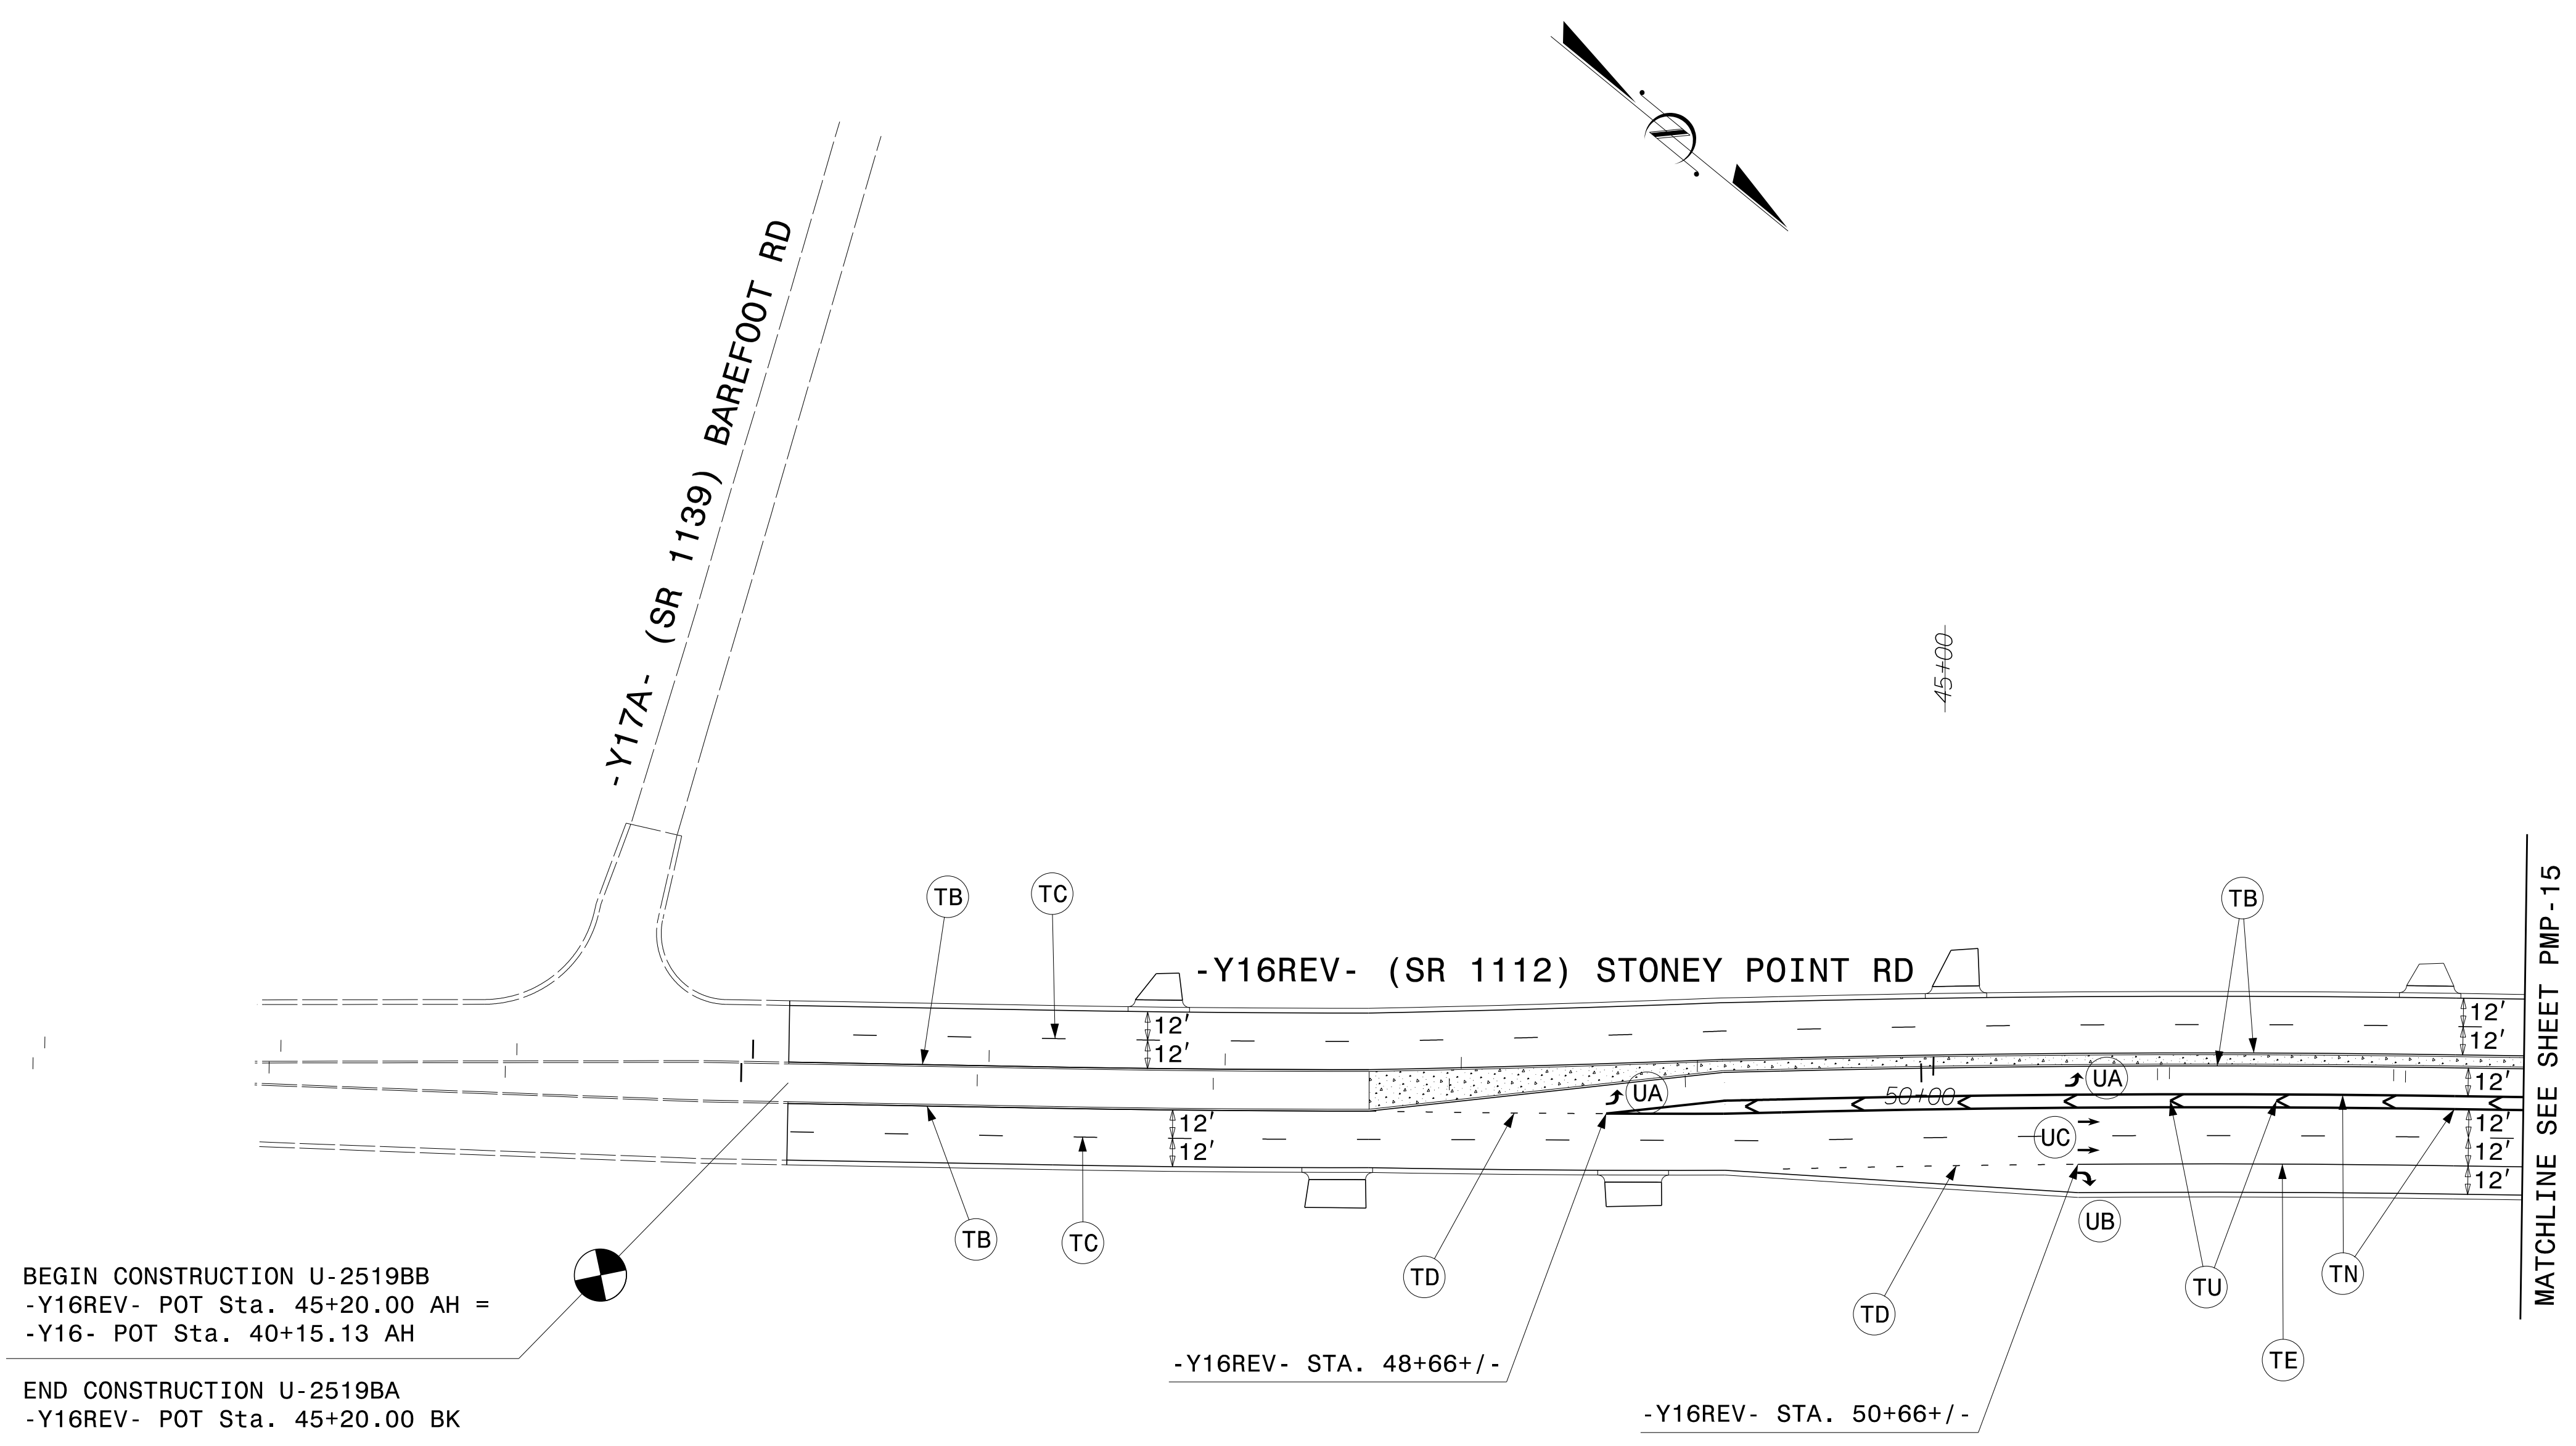 -Y17A- (SR 1139) BAREFOOT RD
45+00
TB
TC
TB
-Y16REV- (SR 1112) STONEY POINT RD
MATCHLINE SEE SHEET PMP-15
12'
12'
12'
12'
UA
UA
12'
50+00
12'
12'
12'
12'
UC
12'
UB
TB
TC
TD
TD
TU
TN
TE
BEGIN CONSTRUCTION U-2519BB
-Y16REV- POT Sta. 45+20.00 AH =
-Y16- POT Sta. 40+15.13 AH
END CONSTRUCTION U-2519BA
-Y16REV- POT Sta. 45+20.00 BK
-Y16REV- STA. 48+66+/-
-Y16REV- STA. 50+66+/-